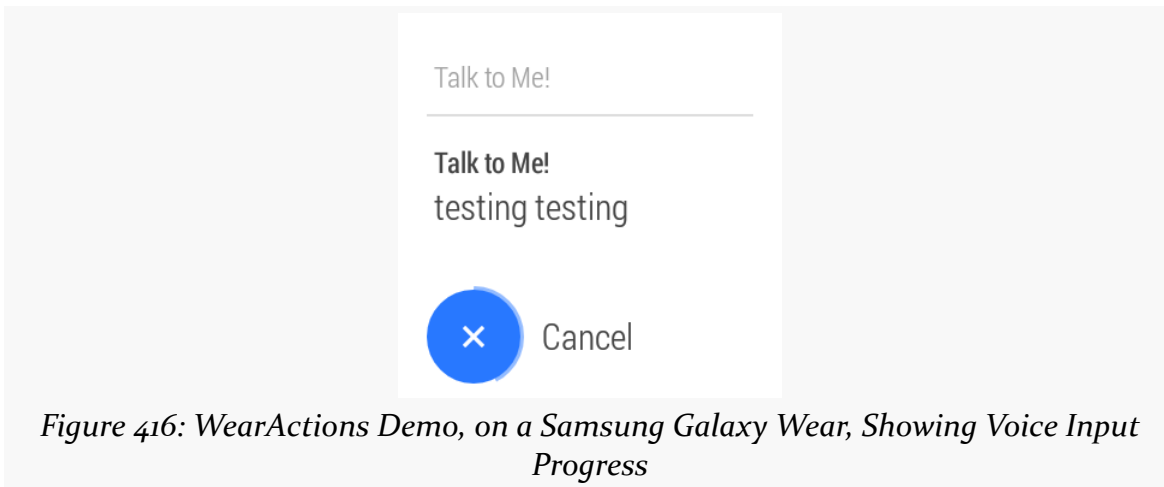 Talk to Me!
Talk to Me!
testing testing
Cancel
Figure 416: WearActions Demo, on a Samsung Galaxy Wear, Showing Voice Input
Progress